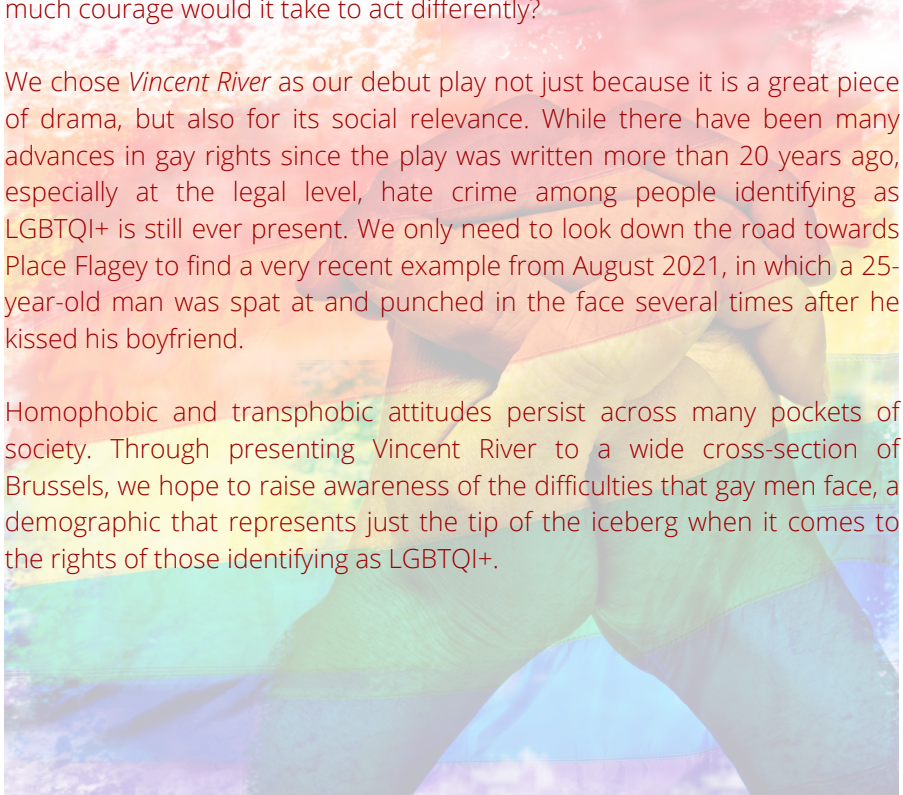 much courage would it take to act differently?
We chose Vincent River as our debut play not just because it is a great piece
of drama, but also for its social relevance. While there have been many
advances in gay rights since the play was written more than 20 years ago,
especially at the legal level, hate crime among people identifying as
LGBTQI+ is still ever present. We only need to look down the road towards
Place Flagey to find a very recent example from August 2021, in which a 25-
year-old man was spat at and punched in the face several times after he
kissed his boyfriend.
Homophobic and transphobic attitudes persist across many pockets of
society. Through presenting Vincent River to a wide cross-section of
Brussels, we hope to raise awareness of the difficulties that gay men face, a
demographic that represents just the tip of the iceberg when it comes to
the rights of those identifying as LGBTQI+.